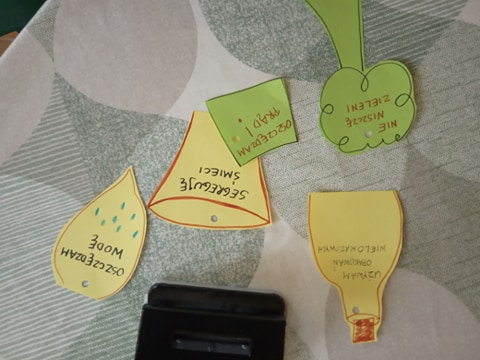 NIE
NISZCZĘ
ZIELENI
OSZCZĘDZAM
PRĄD!
SEGREGUJĘ
ŚMIECI
OSZCZĘDZAM
WODĘ
UŻYWAM
OPAKOWAŃ
WIELORAZOWYCH